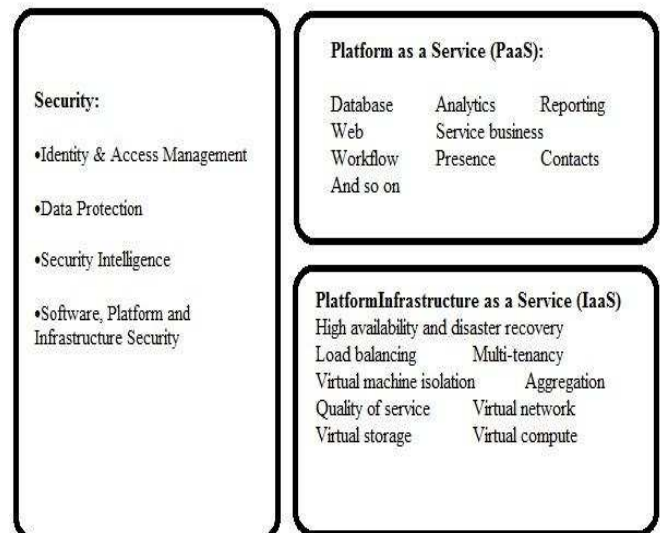 Security:
•Identity & Access Management
•Data Protection
•Security Intelligence
•Software, Platform and
Infrastructure Security
Platform as a Service (PaaS):
Database Analytics Reporting
Web Service business
Workflow Presence Contacts
And so on
PlatformInfrastructure as a Service (IaaS)
High availability and disaster recovery
Load balancing Multi-tenancy
Virtual machine isolation Aggregation
Quality of service Virtual network
Virtual storage Virtual compute